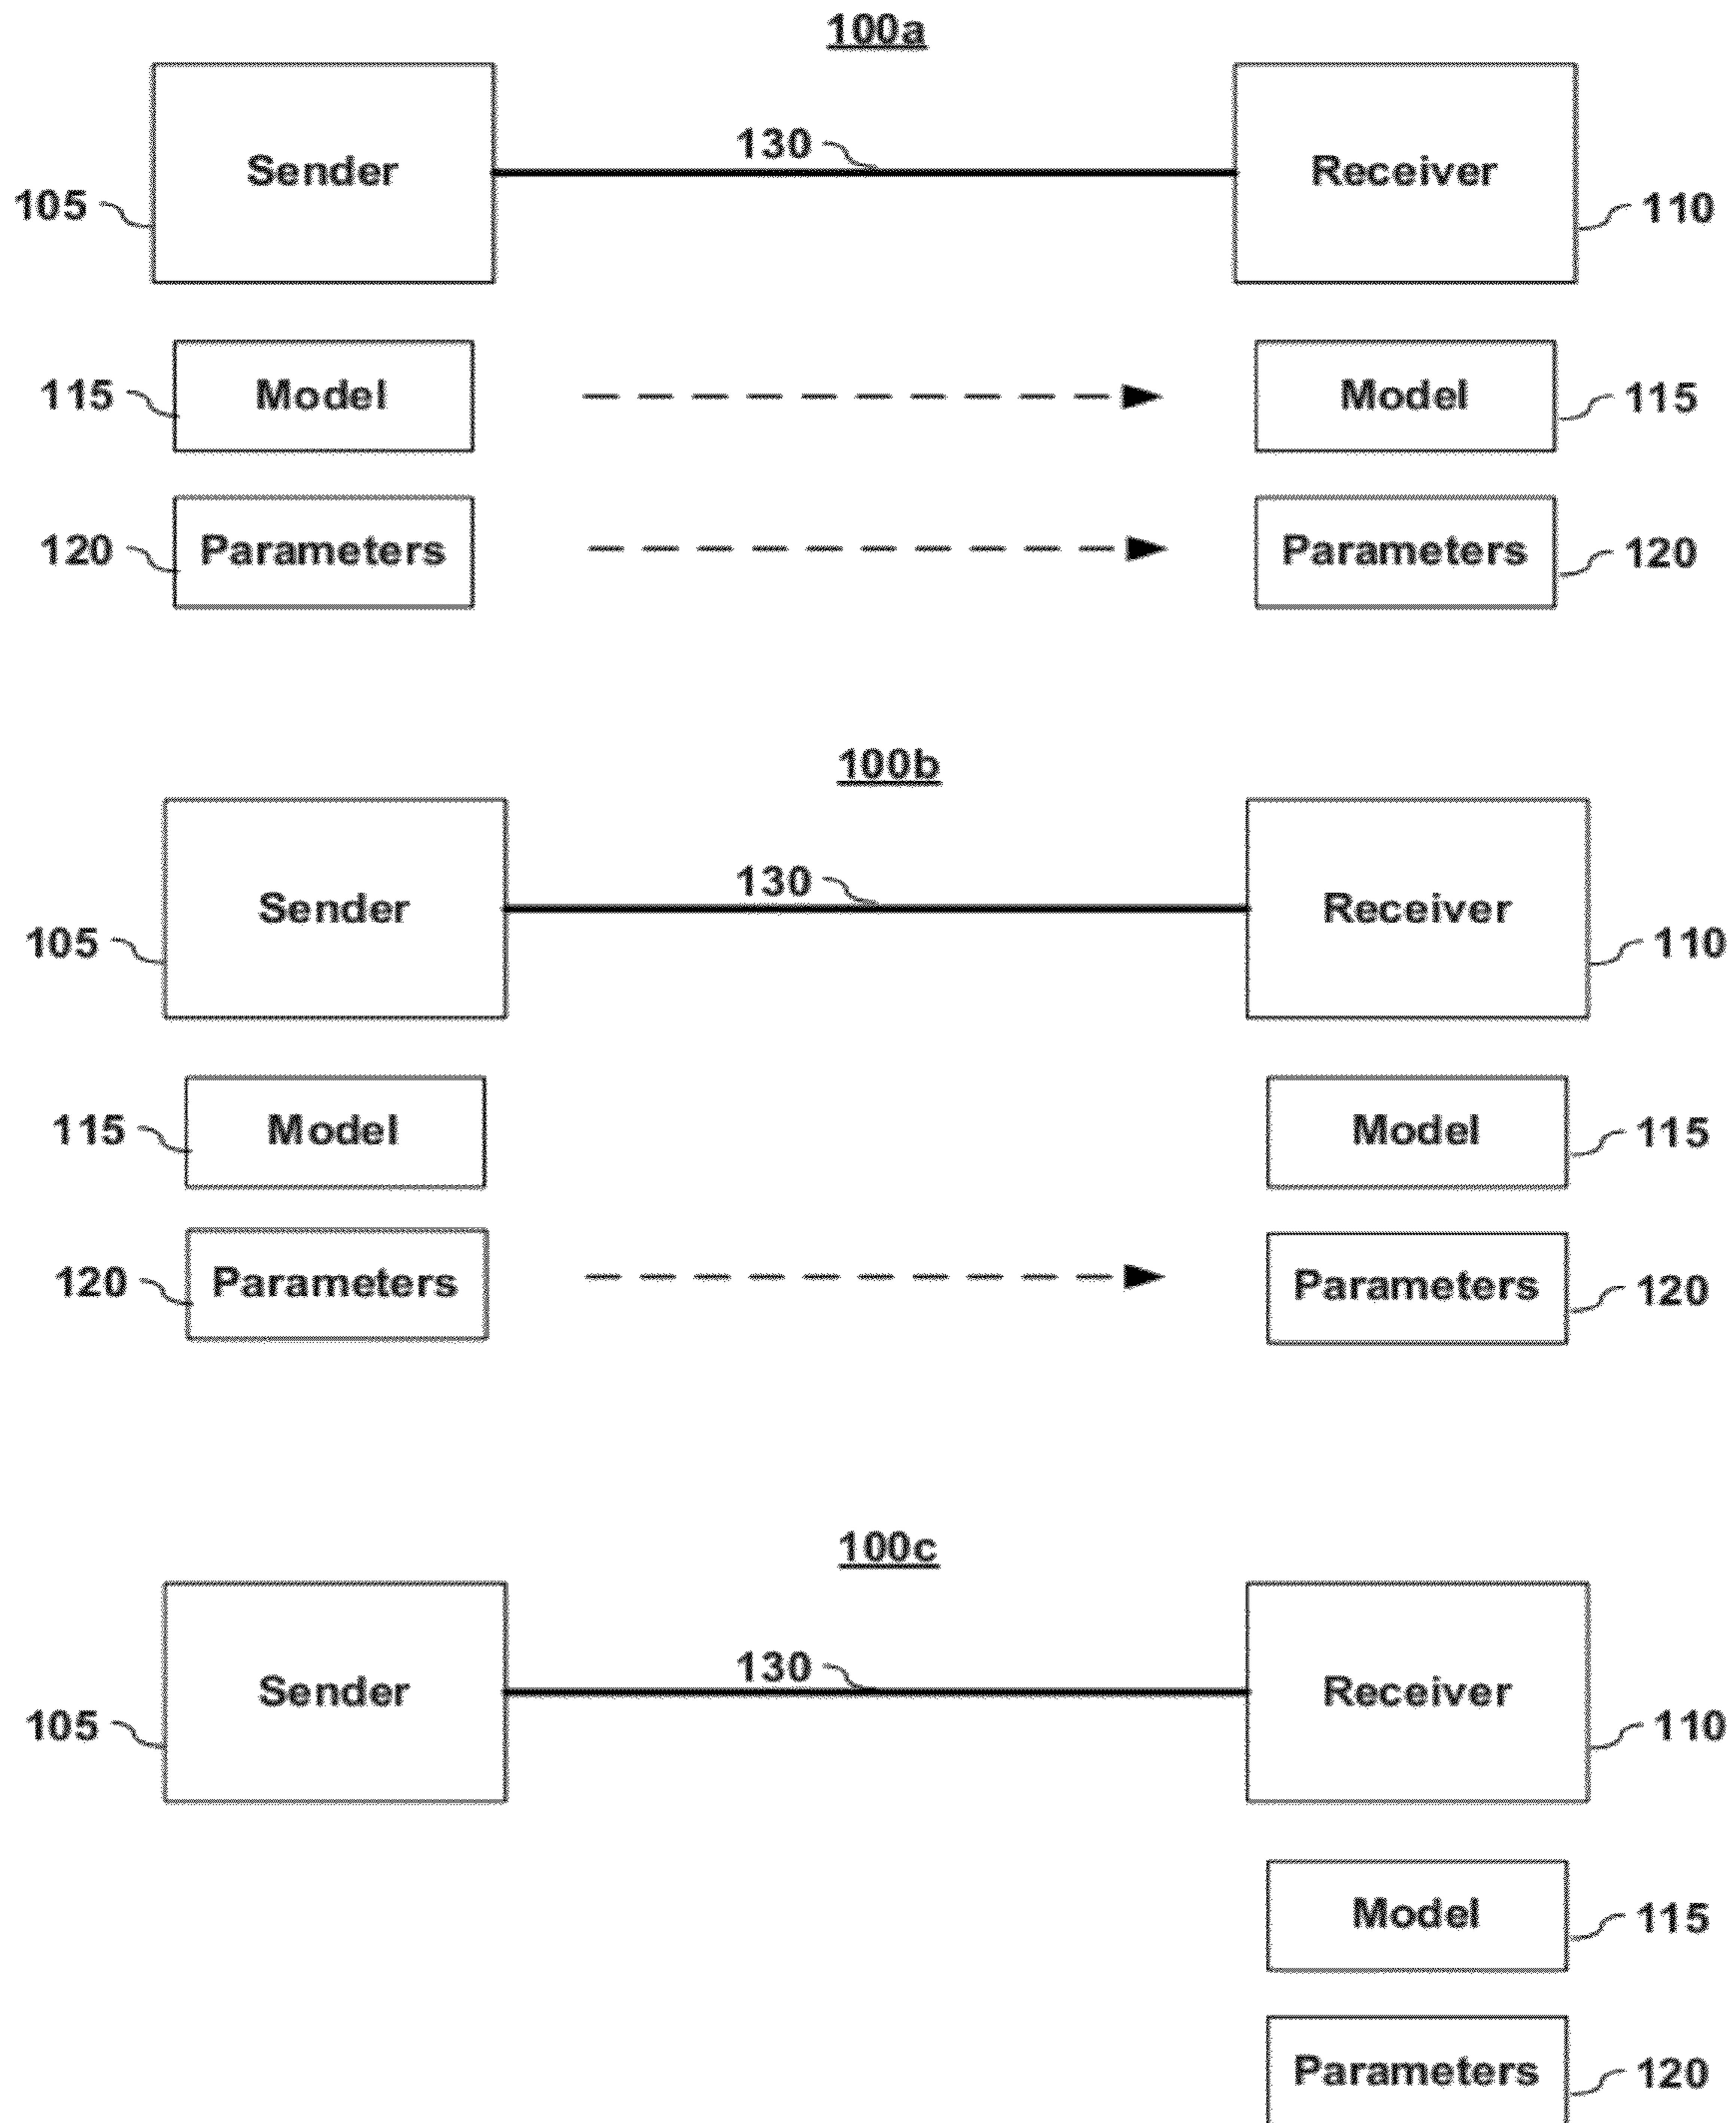 100a
130
Sender Receiver
105 110
115 Model Model 115
120 Parameters Parameters 120
100b
130
Sender Receiver
105 110
115 Model Model 115
120 Parameters Parameters 120
100c
130
Sender Receiver
105 110
Model 115
Parameters 120